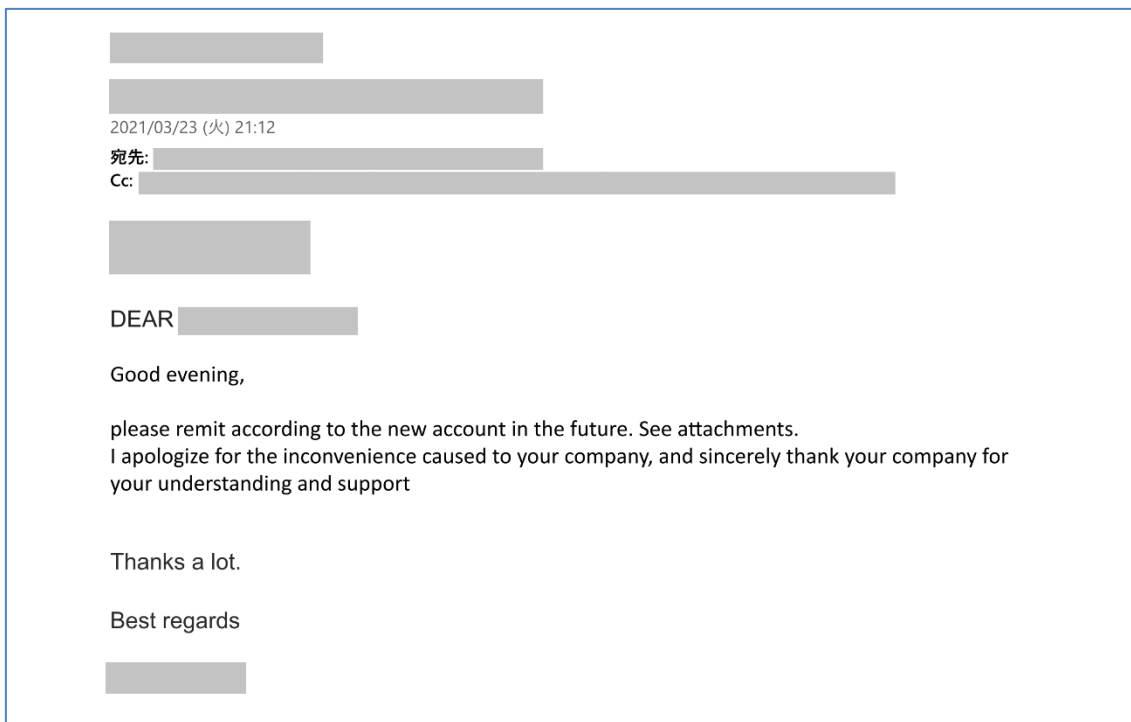 2021/03/23 (火) 21:12
宛先:
Cc:
DEAR
Good evening,
please remit according to the new account in the future. See attachments.
I apologize for the inconvenience caused to your company, and sincerely thank your company for
your understanding and support
Thanks a lot.
Best regards